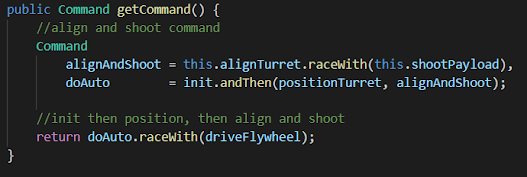 public Command getCommand() {
    //align and shoot command
    Command
        alignAndShoot = this.alignTurret.raceWith(this.shootPayload),
        doAuto        = init.andThen(positionTurret, alignAndShoot);
    //init then position, then align and shoot
    return doAuto.raceWith(driveFlywheel);
}